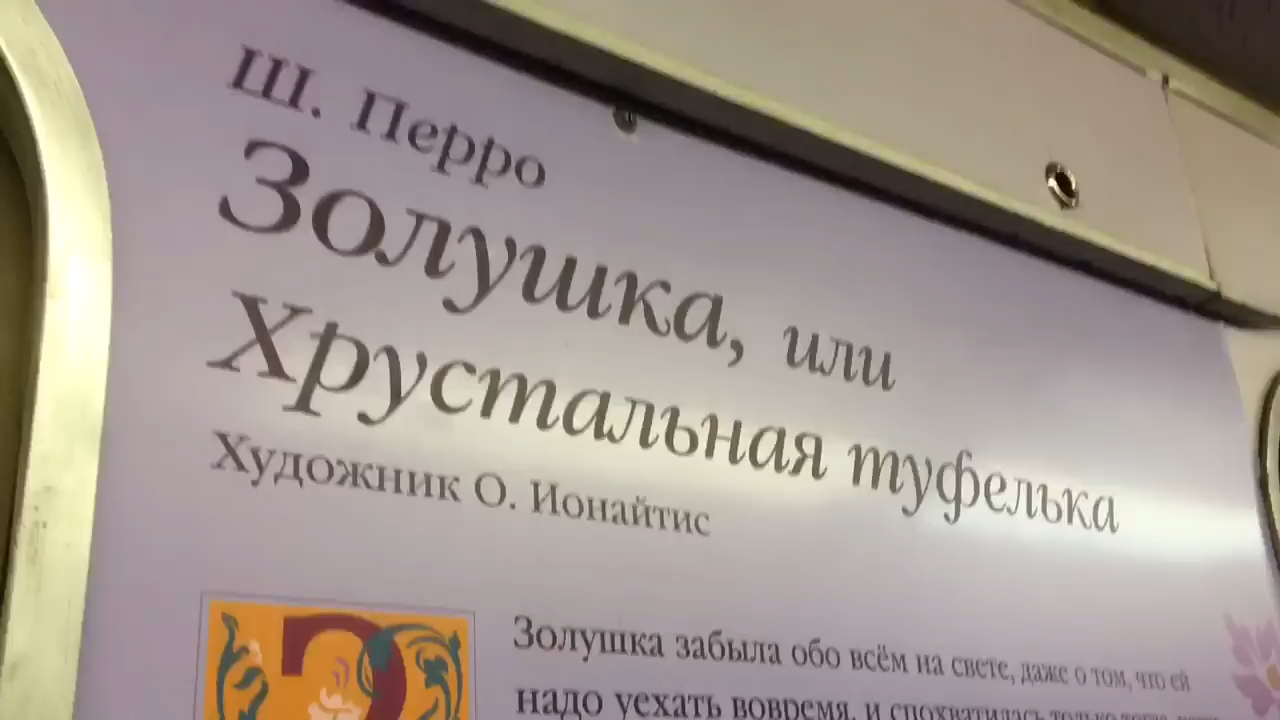 Ш. Перро
Золушка, или
Хрустальная туфелька
Художник О. Ионайтис
З
Золушка забыла обо всём на свете, даже о том, что ей
надо уехать вовремя, и спохватилась только